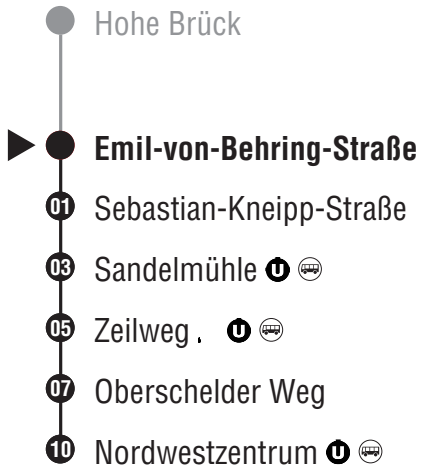 Hohe Brück
Emil-von-Behring-Straße
01 Sebastian-Kneipp-Straße
03 Sandelmühle U
05 Zeilweg . U
07 Oberschelder Weg
10 Nordwestzentrum U